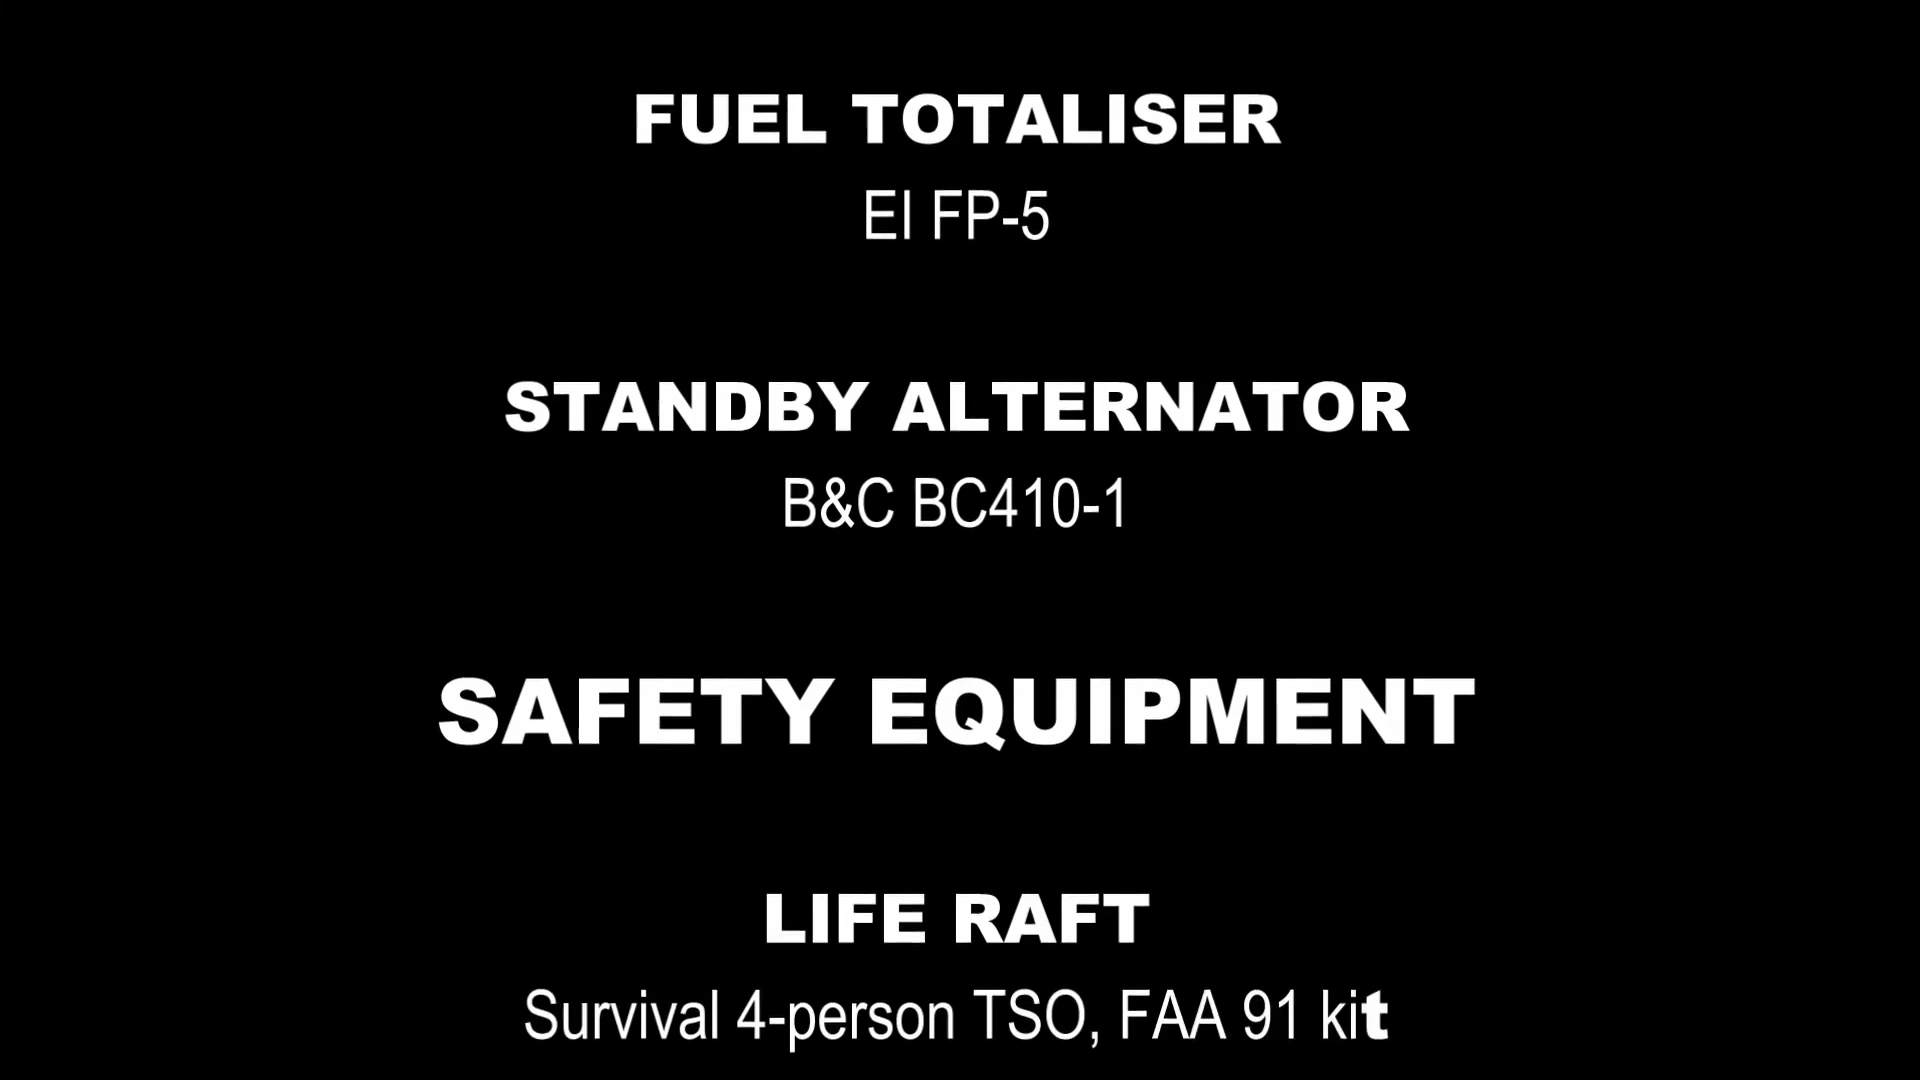 FUEL TOTALISER
EI FP-5
STANDBY ALTERNATOR
B&C BC410-1
SAFETY EQUIPMENT
LIFE RAFT
Survival 4-person TSO, FAA 91 kit